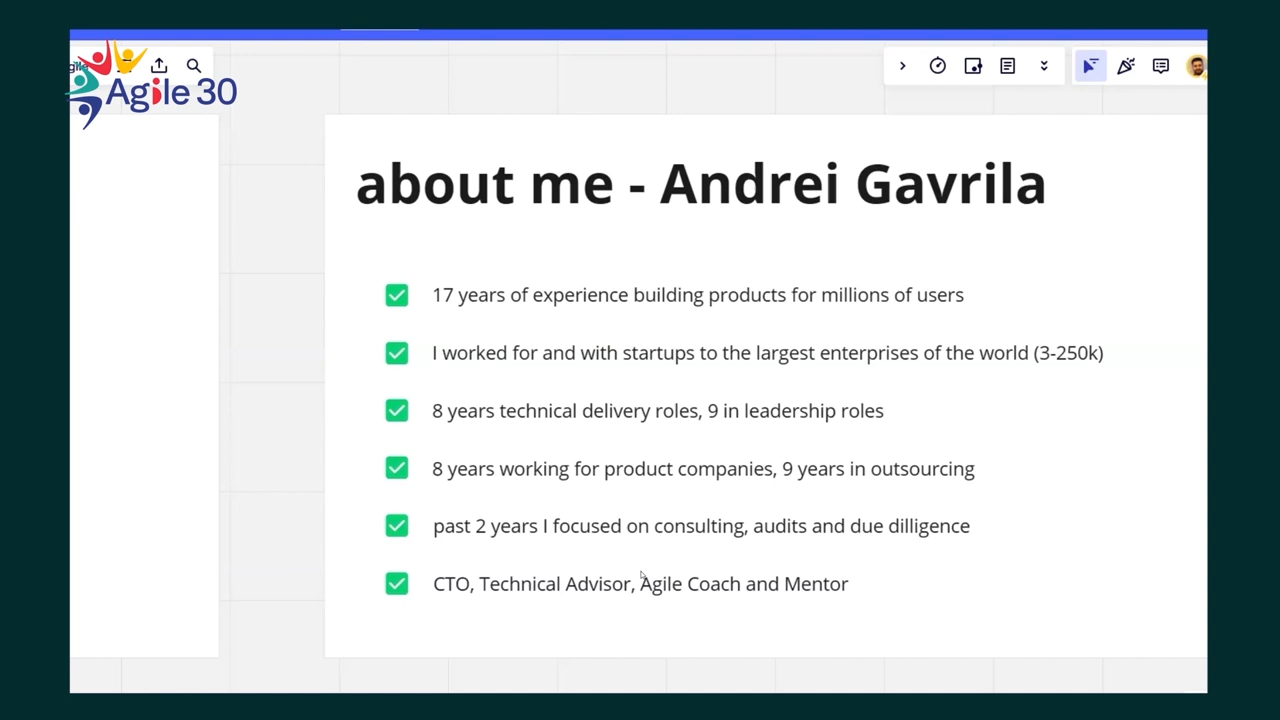 Agile 30
about me - Andrei Gavrila
17 years of experience building products for millions of users
I worked for and with startups to the largest enterprises of the world (3-250k)
8 years technical delivery roles, 9 in leadership roles
8 years working for product companies, 9 years in outsourcing
past 2 years I focused on consulting, audits and due dilligence
CTO, Technical Advisor, Agile Coach and Mentor